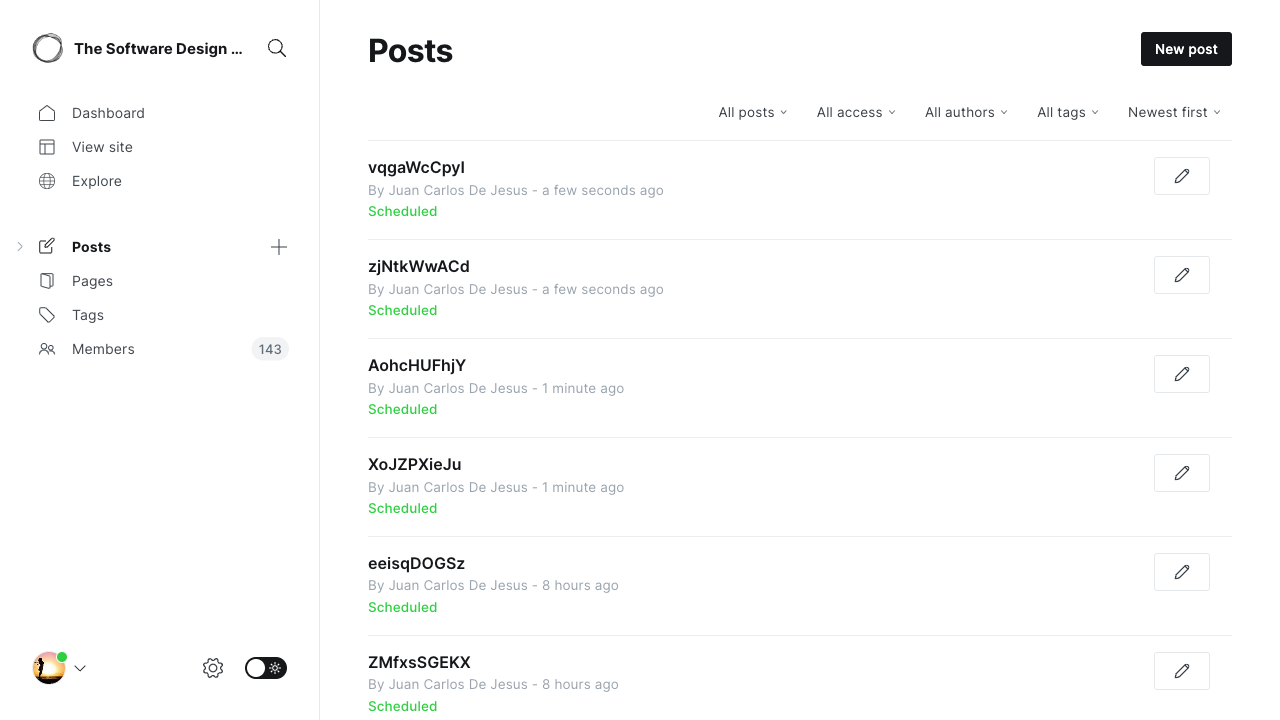 The Software Design ...
Dashboard
View site
Explore
Posts
Pages
Tags
Members 143
Posts
New post
All posts All access All authors All tags Newest first
vqgaWcCpyI
By Juan Carlos De Jesus - a few seconds ago
Scheduled
zjNtkWwACd
By Juan Carlos De Jesus - a few seconds ago
Scheduled
AohcHUFhjY
By Juan Carlos De Jesus - 1 minute ago
Scheduled
XoJZPXieJu
By Juan Carlos De Jesus - 1 minute ago
Scheduled
eeisqDOGSz
By Juan Carlos De Jesus - 8 hours ago
Scheduled
ZMfxsSGEKX
By Juan Carlos De Jesus - 8 hours ago
Scheduled